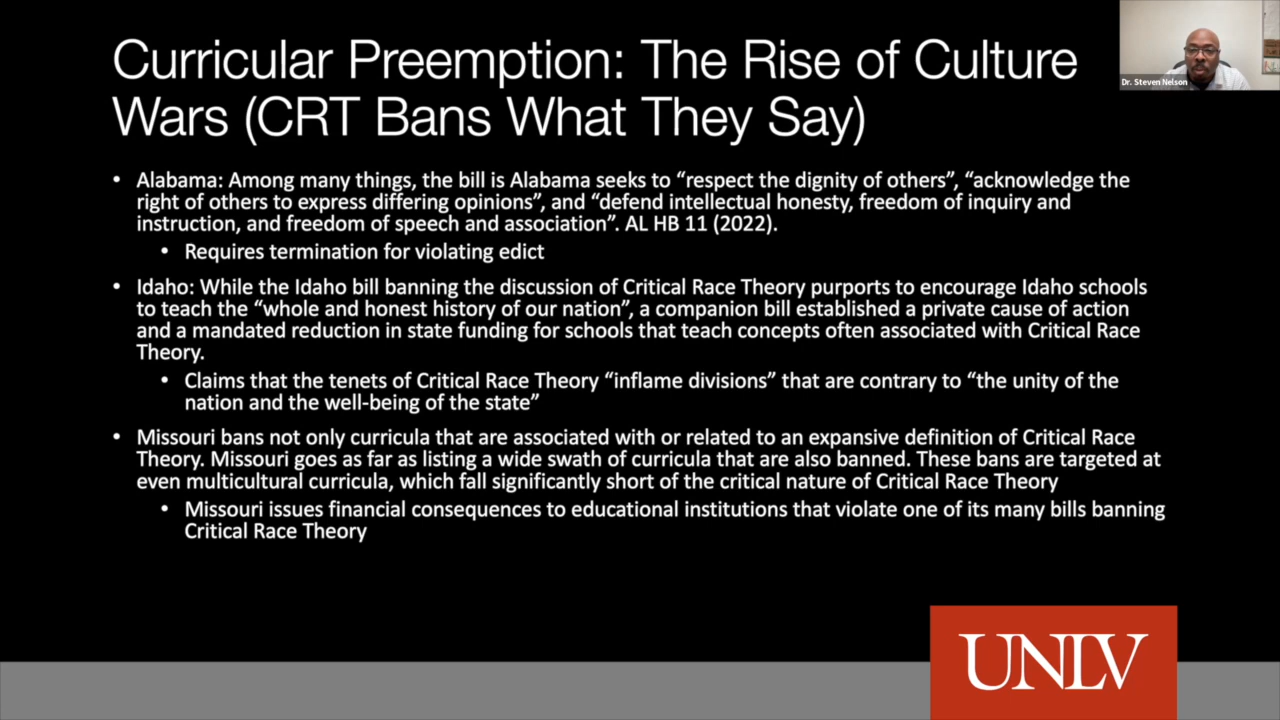 Curricular Preemption: The Rise of Culture
Wars (CRT Bans What They Say)
Dr. Steven Nelson
• Alabama: Among many things, the bill is Alabama seeks to “respect the dignity of others”, “acknowledge the
right of others to express differing opinions”, and “defend intellectual honesty, freedom of inquiry and
instruction, and freedom of speech and association”. AL HB 11 (2022).
• Requires termination for violating edict
• Idaho: While the Idaho bill banning the discussion of Critical Race Theory purports to encourage Idaho schools
to teach the “whole and honest history of our nation”, a companion bill established a private cause of action
and a mandated reduction in state funding for schools that teach concepts often associated with Critical Race
Theory.
• Claims that the tenets of Critical Race Theory “inflame divisions” that are contrary to “the unity of the
nation and the well-being of the state”
• Missouri bans not only curricula that are associated with or related to an expansive definition of Critical Race
Theory. Missouri goes as far as listing a wide swath of curricula that are also banned. These bans are targeted at
even multicultural curricula, which fall significantly short of the critical nature of Critical Race Theory
• Missouri issues financial consequences to educational institutions that violate one of its many bills banning
Critical Race Theory
UNLV